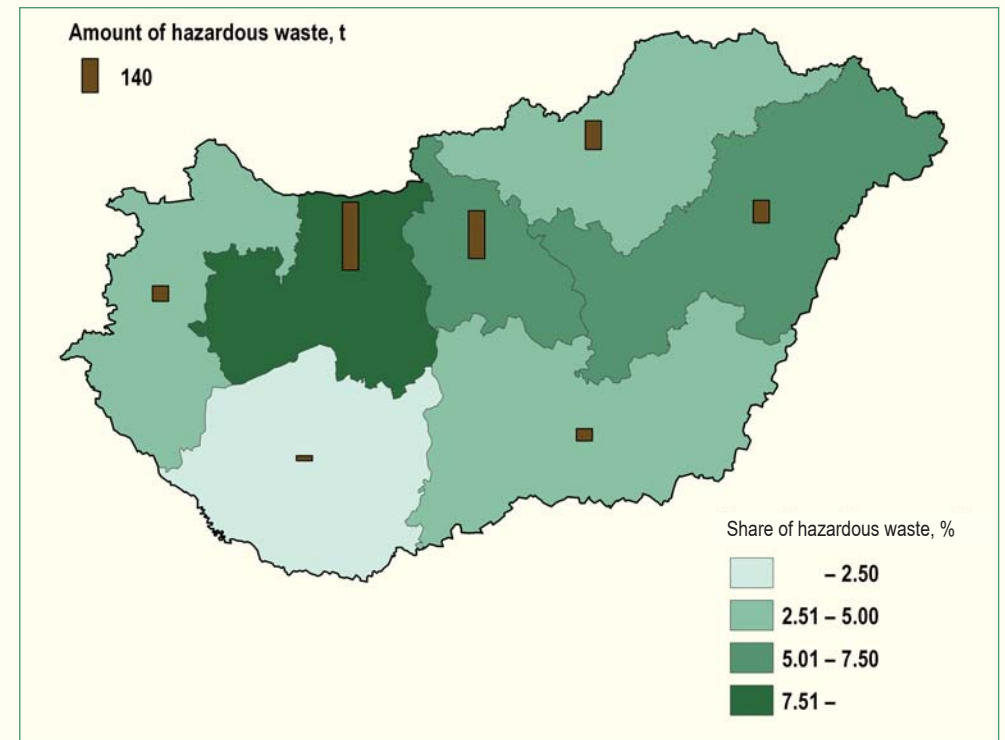 Amount of hazardous waste, t
140
Share of hazardous waste, %
– 2.50
2.51 – 5.00
5.01 – 7.50
7.51 –